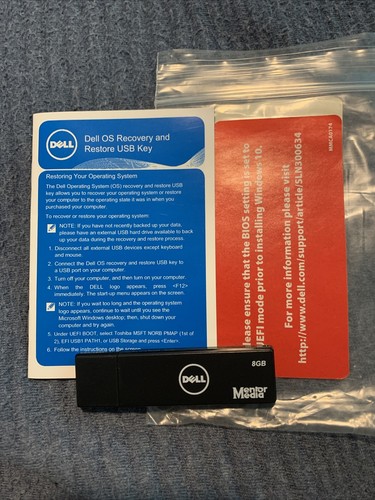 DELL
Dell OS Recovery and
Restore USB Key
Restoring Your Operating System
The Dell Operating System (OS) recovery and restore USB
key allows you to recover your operating system or restore
your computer to the operating state it was in when you
purchased your computer.
To recover or restore your operating system:
NOTE: If you have not recently backed up your data,
please have an external USB hard drive available to back
up your data during the recovery and restore process.
1. Disconnect all external USB devices except keyboard
and mouse.
2. Connect the Dell OS recovery and restore USB key to
a USB port on your computer.
3. Turn off your computer, and then turn on your computer.
4. When the DELL logo appears, press <F12>
immediately. The start-up menu appears on the screen.
NOTE: If you wait too long and the operating system
logo appears, continue to wait until you see the
Microsoft Windows desktop; then, shut down your
computer and try again.
5. Under UEFI BOOT, select Toshiba MSFT NORB PMAP (1st of
2), EFI USB1 PATH1, or USB Storage and press <Enter>.
6. Follow the instructions on the screen
ease ensure that the BIOS setting is set to
UEFI mode prior to installing Windows 10.
For more information please visit
http://www.dell.com/support/article/SLN300634
DELL
8GB
Mentor
Media